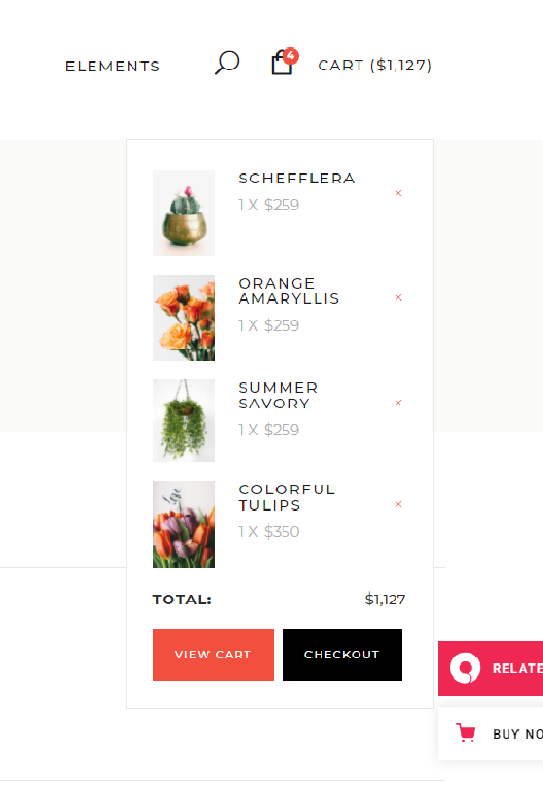 ELEMENTS
4
CART ($1,127)
SCHEFFLERA
×
1 X $259
ORANGE
AMARYLLIS
×
1 X $259
SUMMER
SAVORY
×
1 X $259
COLORFUL
TULIPS
×
1 X $350
TOTAL: $1,127
VIEW CART
CHECKOUT
RELATE
BUY NO